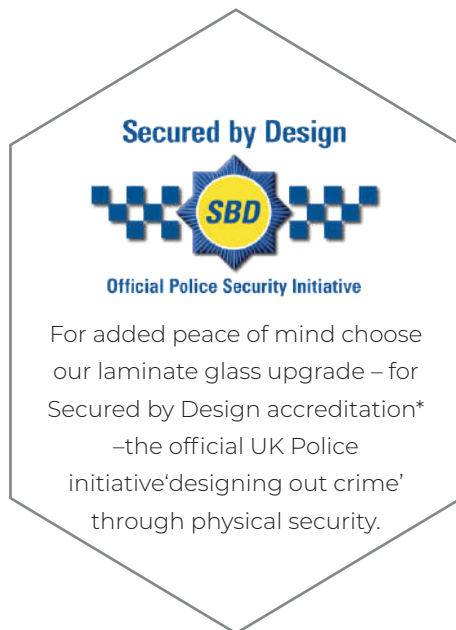 Secured by Design
SBD
Official Police Security Initiative
For added peace of mind choose
our laminate glass upgrade – for
Secured by Design accreditation*
–the official UK Police
initiative‘designing out crime’
through physical security.